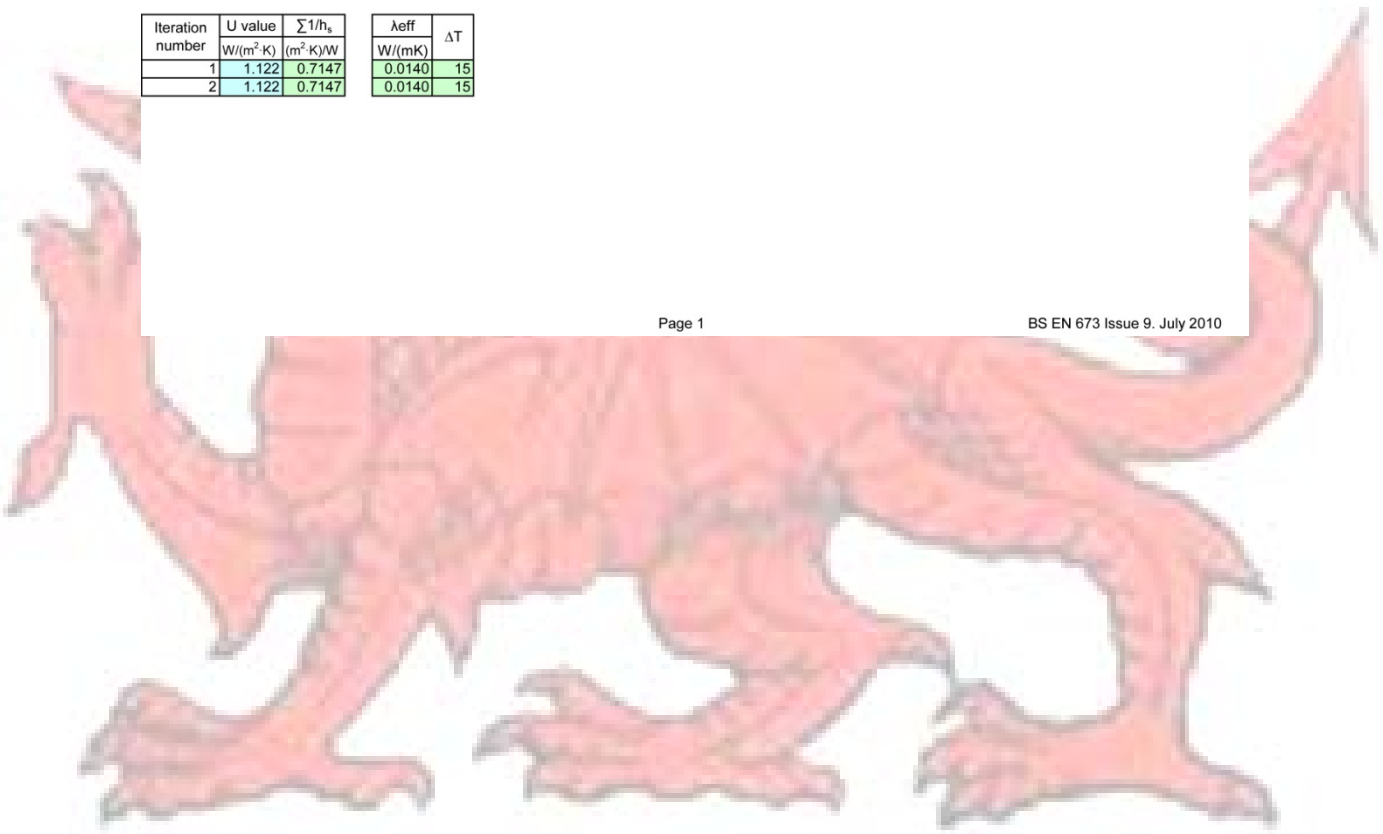 Iteration number U value ∑1/hs λeff ΔT
W/(m²·K) (m²·K)/W W/(mK)
1 1.122 0.7147 0.0140 15
2 1.122 0.7147 0.0140 15
Page 1 BS EN 673 Issue 9. July 2010